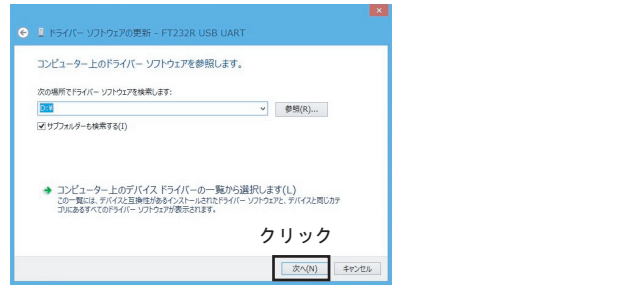 ドライバー ソフトウェアの更新 - FT232R USB UART
コンピューター上のドライバー ソフトウェアを参照します。
次の場所でドライバー ソフトウェアを検索します:
D:¥
参照(R)...
サブフォルダーも検索する(I)
コンピューター上のデバイス ドライバーの一覧から選択します(L)
この一覧には、デバイスと互換性があるインストールされたドライバー ソフトウェアと、デバイスと同じカテ
ゴリにあるすべてのドライバー ソフトウェアが表示されます。
クリック
次へ(N)
キャンセル